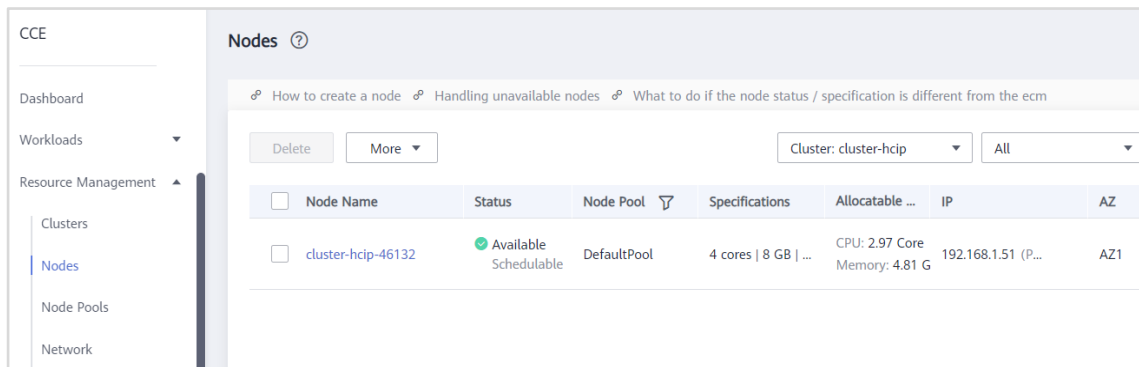 CCE
Dashboard
Workloads
Resource Management
Clusters
Nodes
Node Pools
Network
Nodes ?
How to create a node Handling unavailable nodes What to do if the node status / specification is different from the ecm
Delete More Cluster: cluster-hcip All
Node Name Status Node Pool Specifications Allocatable ... IP AZ
cluster-hcip-46132 Available DefaultPool 4 cores | 8 GB | ... CPU: 2.97 Core 192.168.1.51 (P... AZ1
Schedulable Memory: 4.81 G